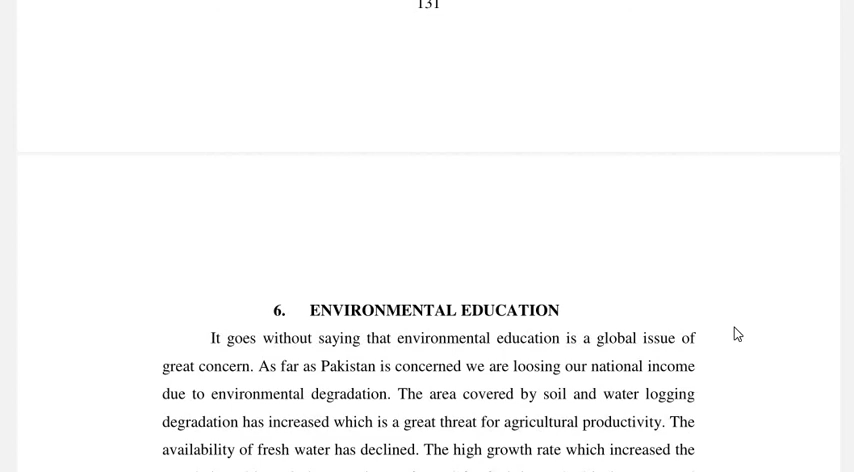 131
6. ENVIRONMENTAL EDUCATION
It goes without saying that environmental education is a global issue of
great concern. As far as Pakistan is concerned we are loosing our national income
due to environmental degradation. The area covered by soil and water logging
degradation has increased which is a great threat for agricultural productivity. The
availability of fresh water has declined. The high growth rate which increased the